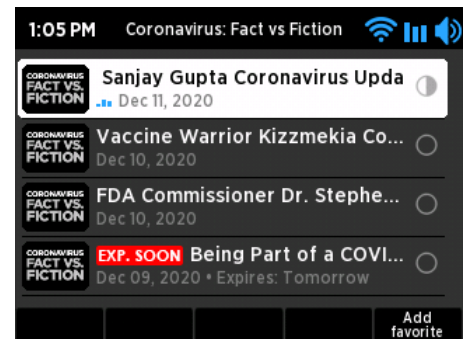 1:05 PM Coronavirus: Fact vs Fiction
CORONAVIRUS
FACT VS.
FICTION
Sanjay Gupta Coronavirus Upda
Dec 11, 2020
CORONAVIRUS
FACT VS.
FICTION
Vaccine Warrior Kizzmekia Co...
Dec 10, 2020
CORONAVIRUS
FACT VS.
FICTION
FDA Commissioner Dr. Stephe...
Dec 10, 2020
CORONAVIRUS
FACT VS.
FICTION
EXP. SOON Being Part of a COVI...
Dec 09, 2020 • Expires: Tomorrow
Add
favorite